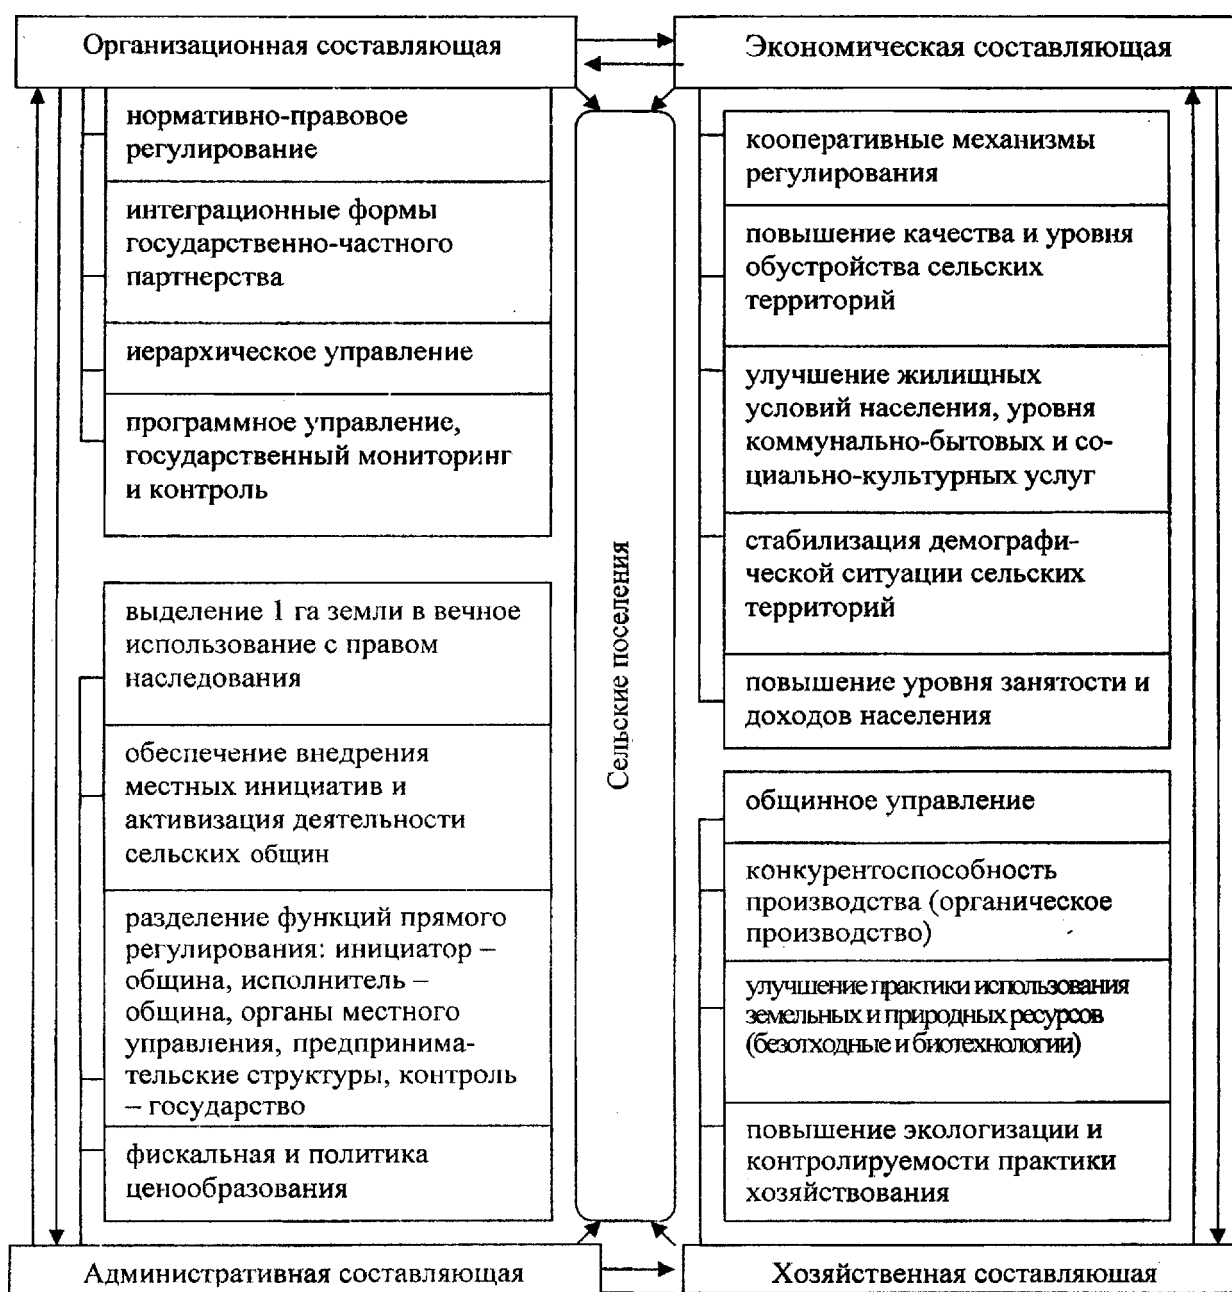 Организационная составляющая
Экономическая составляющая
нормативно-правовое
регулирование
интеграционные формы
государственно-частного
партнерства
иерархическое управление
программное управление,
государственный мониторинг
и контроль
кооперативные механизмы
регулирования
повышение качества и уровня
обустройства сельских
территорий
улучшение жилищных
условий населения, уровня
коммунально-бытовых и со-
циально-культурных услуг
стабилизация демографи-
ческой ситуации сельских
территорий
повышение уровня занятости и
доходов населения
Сельские поселения
выделение 1 га земли в вечное
использование с правом
наследования
обеспечение внедрения
местных инициатив и
активизация деятельности
сельских общин
разделение функций прямого
регулирования: инициатор –
община, исполнитель –
община, органы местного
управления, предпринима-
тельские структуры, контроль
– государство
фискальная и политика
ценообразования
общинное управление
конкурентоспособность
производства (органическое
производство)
улучшение практики использования
земельных и природных ресурсов
(безотходные и биотехнологии)
повышение экологизации и
контролируемости практики
хозяйствования
Административная составляющая
Хозяйственная составляющая